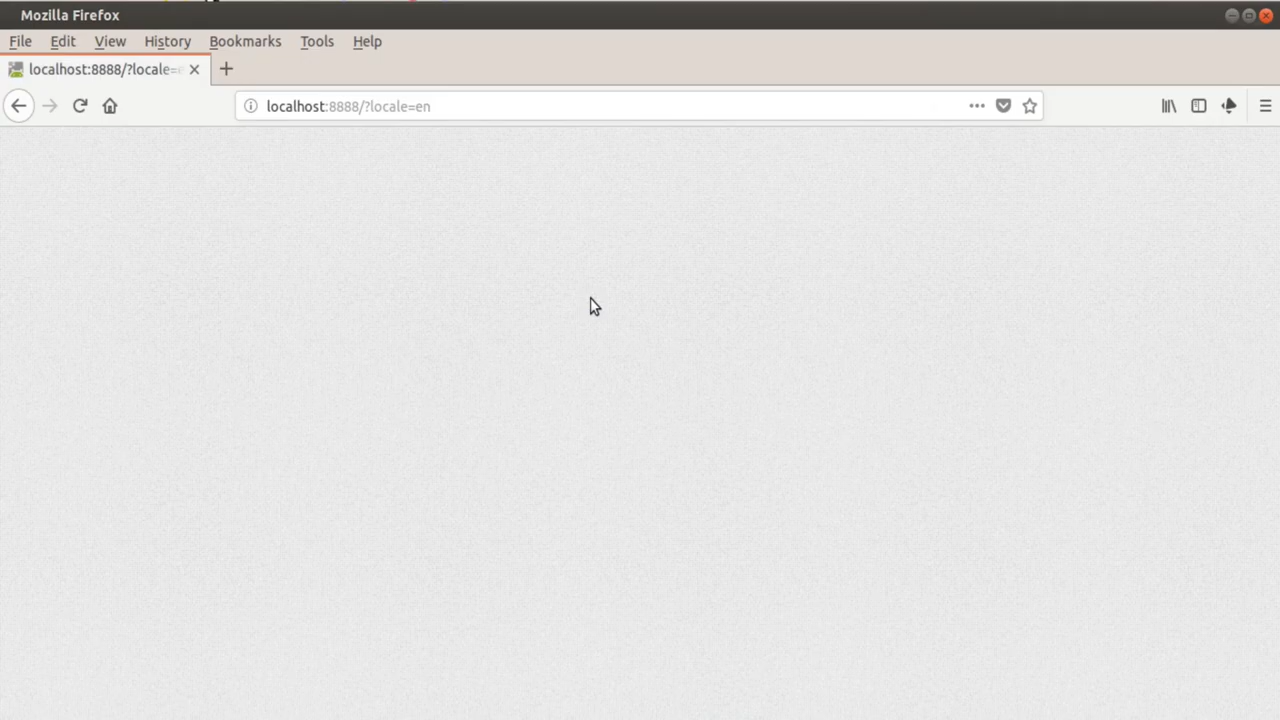 Mozilla Firefox
File Edit View History Bookmarks Tools Help
localhost:8888/?locale=
localhost:8888/?locale=en